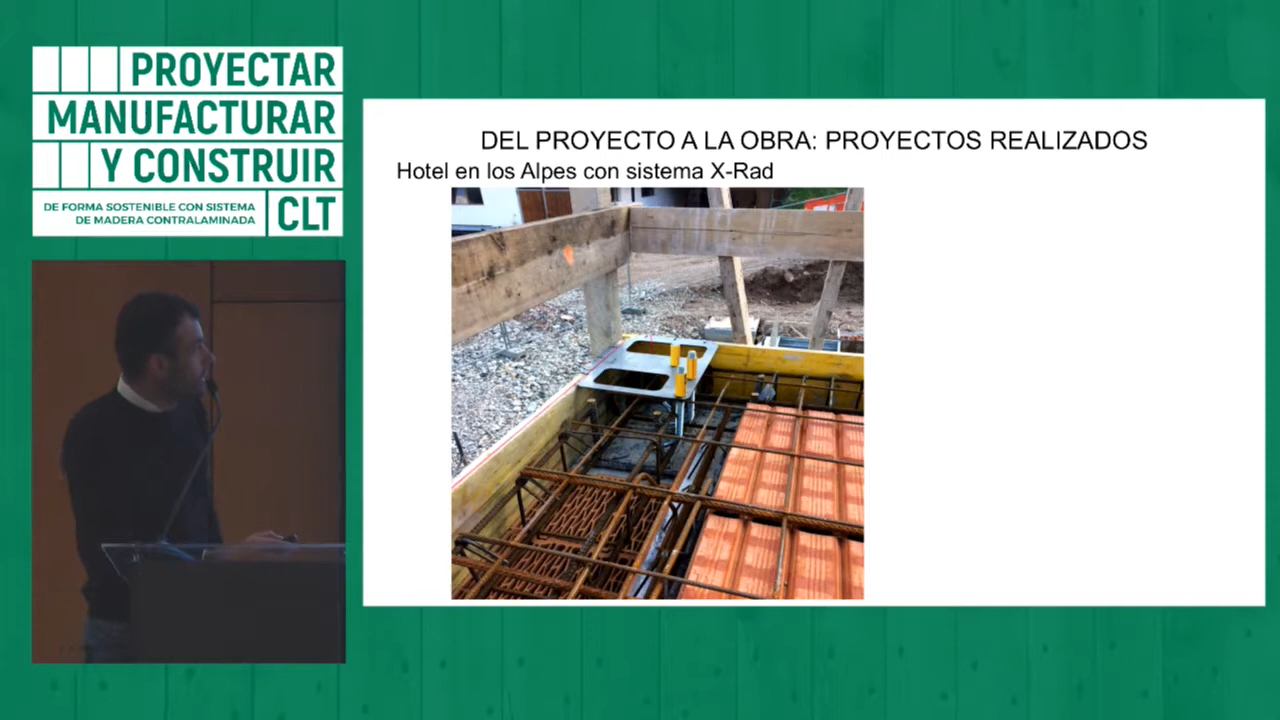 PROYECTAR
MANUFACTURAR
Y CONSTRUIR
DE FORMA SOSTENIBLE CON SISTEMA
DE MADERA CONTRALAMINADA
CLT
DEL PROYECTO A LA OBRA: PROYECTOS REALIZADOS
Hotel en los Alpes con sistema X-Rad